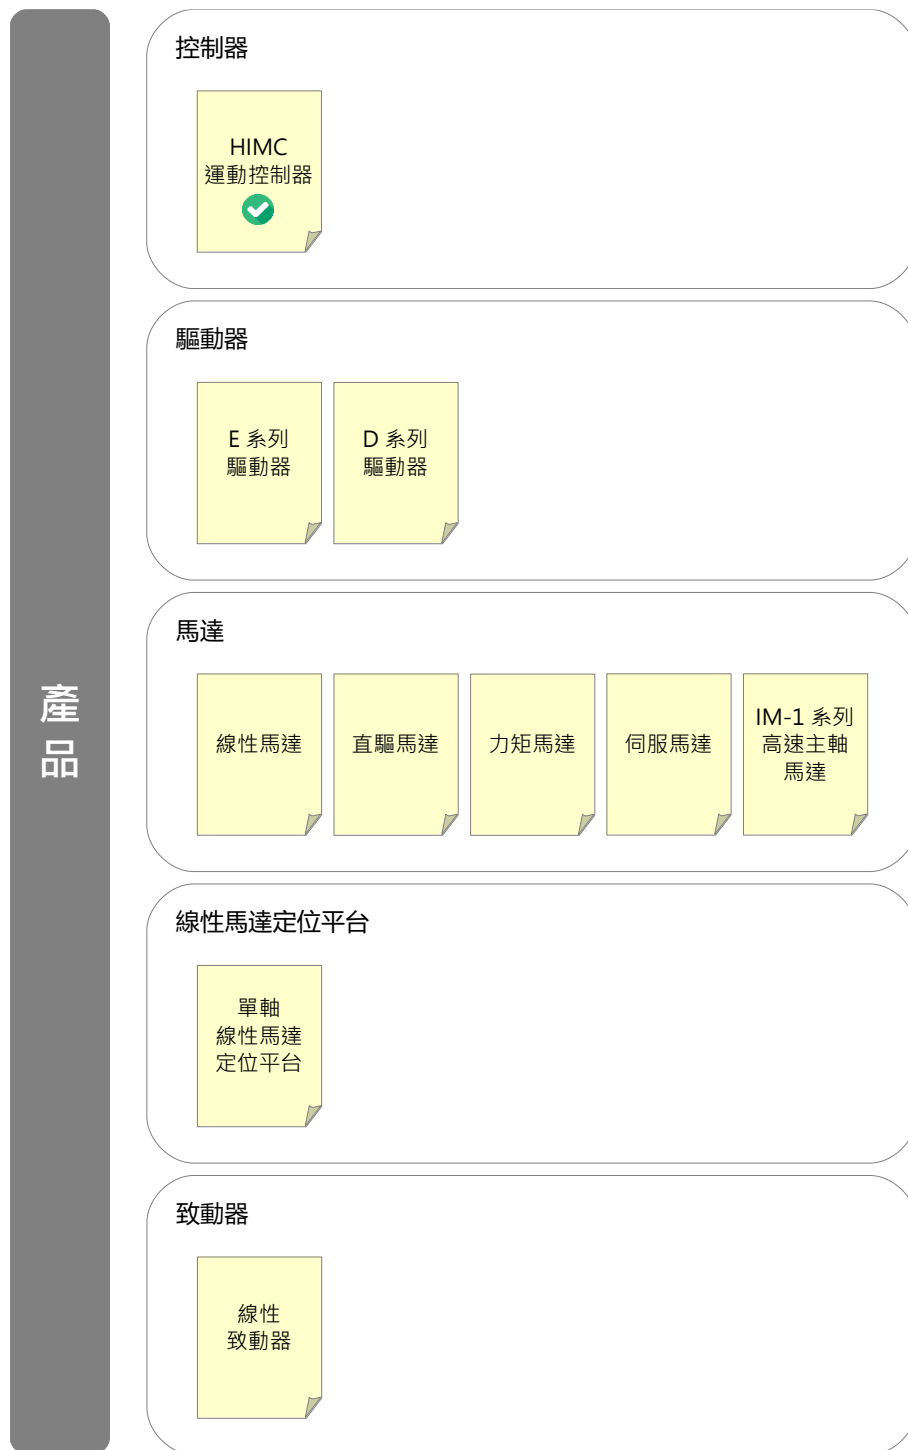 產
品
控制器
HIMC
運動控制器
驅動器
E 系列
驅動器
D 系列
驅動器
馬達
線性馬達
直驅馬達
力矩馬達
伺服馬達
IM-1 系列
高速主軸
馬達
線性馬達定位平台
單軸
線性馬達
定位平台
致動器
線性
致動器